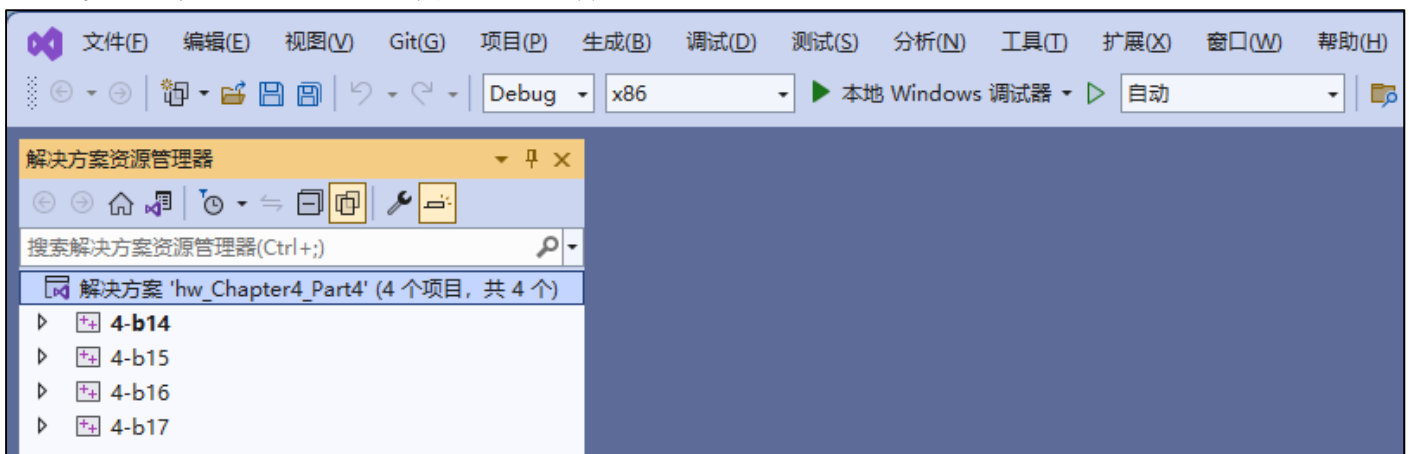 文件(F) 编辑(E) 视图(V) Git(G) 项目(P) 生成(B) 调试(D) 测试(S) 分析(N) 工具(T) 扩展(X) 窗口(W) 帮助(H)
Debug x86 本地 Windows 调试器 自动
解决方案资源管理器
搜索解决方案资源管理器(Ctrl+;)
解决方案 'hw_Chapter4_Part4' (4 个项目，共 4 个)
4-b14
4-b15
4-b16
4-b17